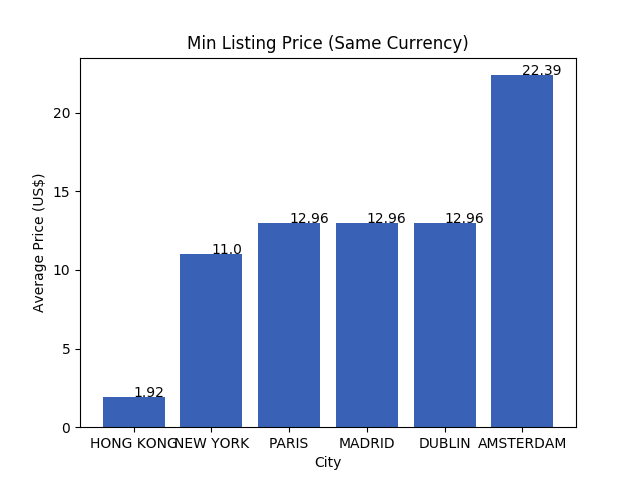 Min Listing Price (Same Currency)
Average Price (US$)
20
15
10
5
0
1.92
11.0
12.96
12.96
12.96
22.39
HONG KONG
NEW YORK
PARIS
MADRID
DUBLIN
AMSTERDAM
City